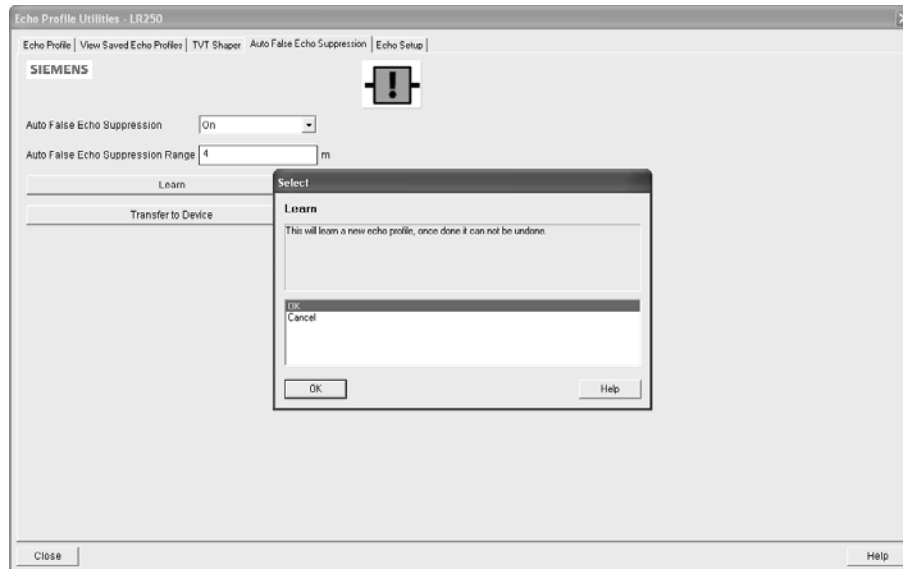 Echo Profile Utilities - LR250
Echo Profile View Saved Echo Profiles TVT Shaper Auto False Echo Suppression Echo Setup
SIEMENS
Auto False Echo Suppression On
Auto False Echo Suppression Range 4 m
Learn
Transfer to Device
Select
Learn
This will learn a new echo profile, once done it can not be undone.
OK
Cancel
OK Help
Close Help